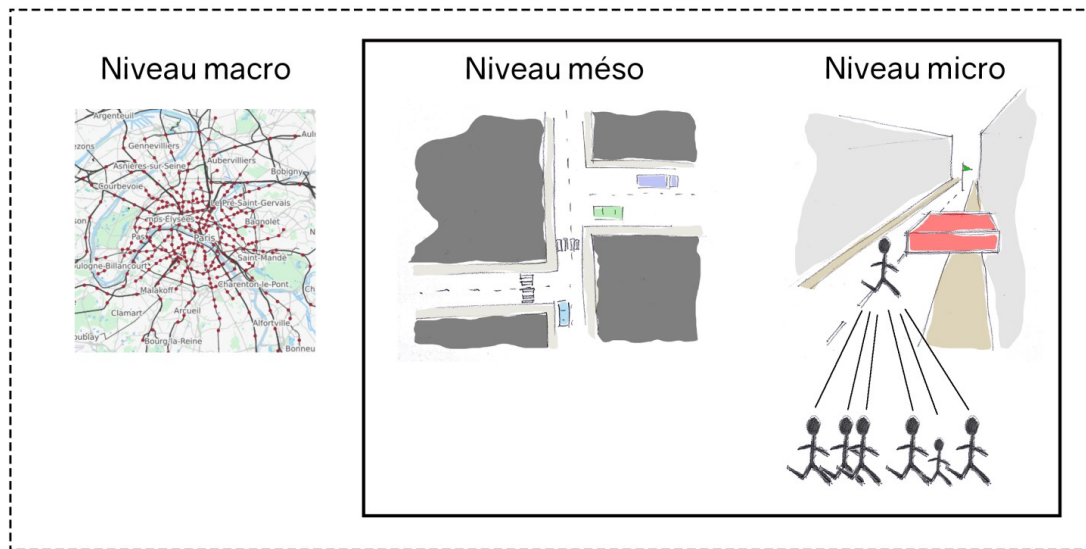 Niveau macro
Niveau méso
Niveau micro
Argenteuil
Gennevilliers
Aubervilliers
Asnières-sur-Seine
Bobigny
Courbevoie
Le Pré-Saint-Gervais
Bagnolet
Paris
Saint-Mandé
Charenton-le-Pont
Malakoff
Clamart
Arcueil
Alfortville
Bourg-la-Reine